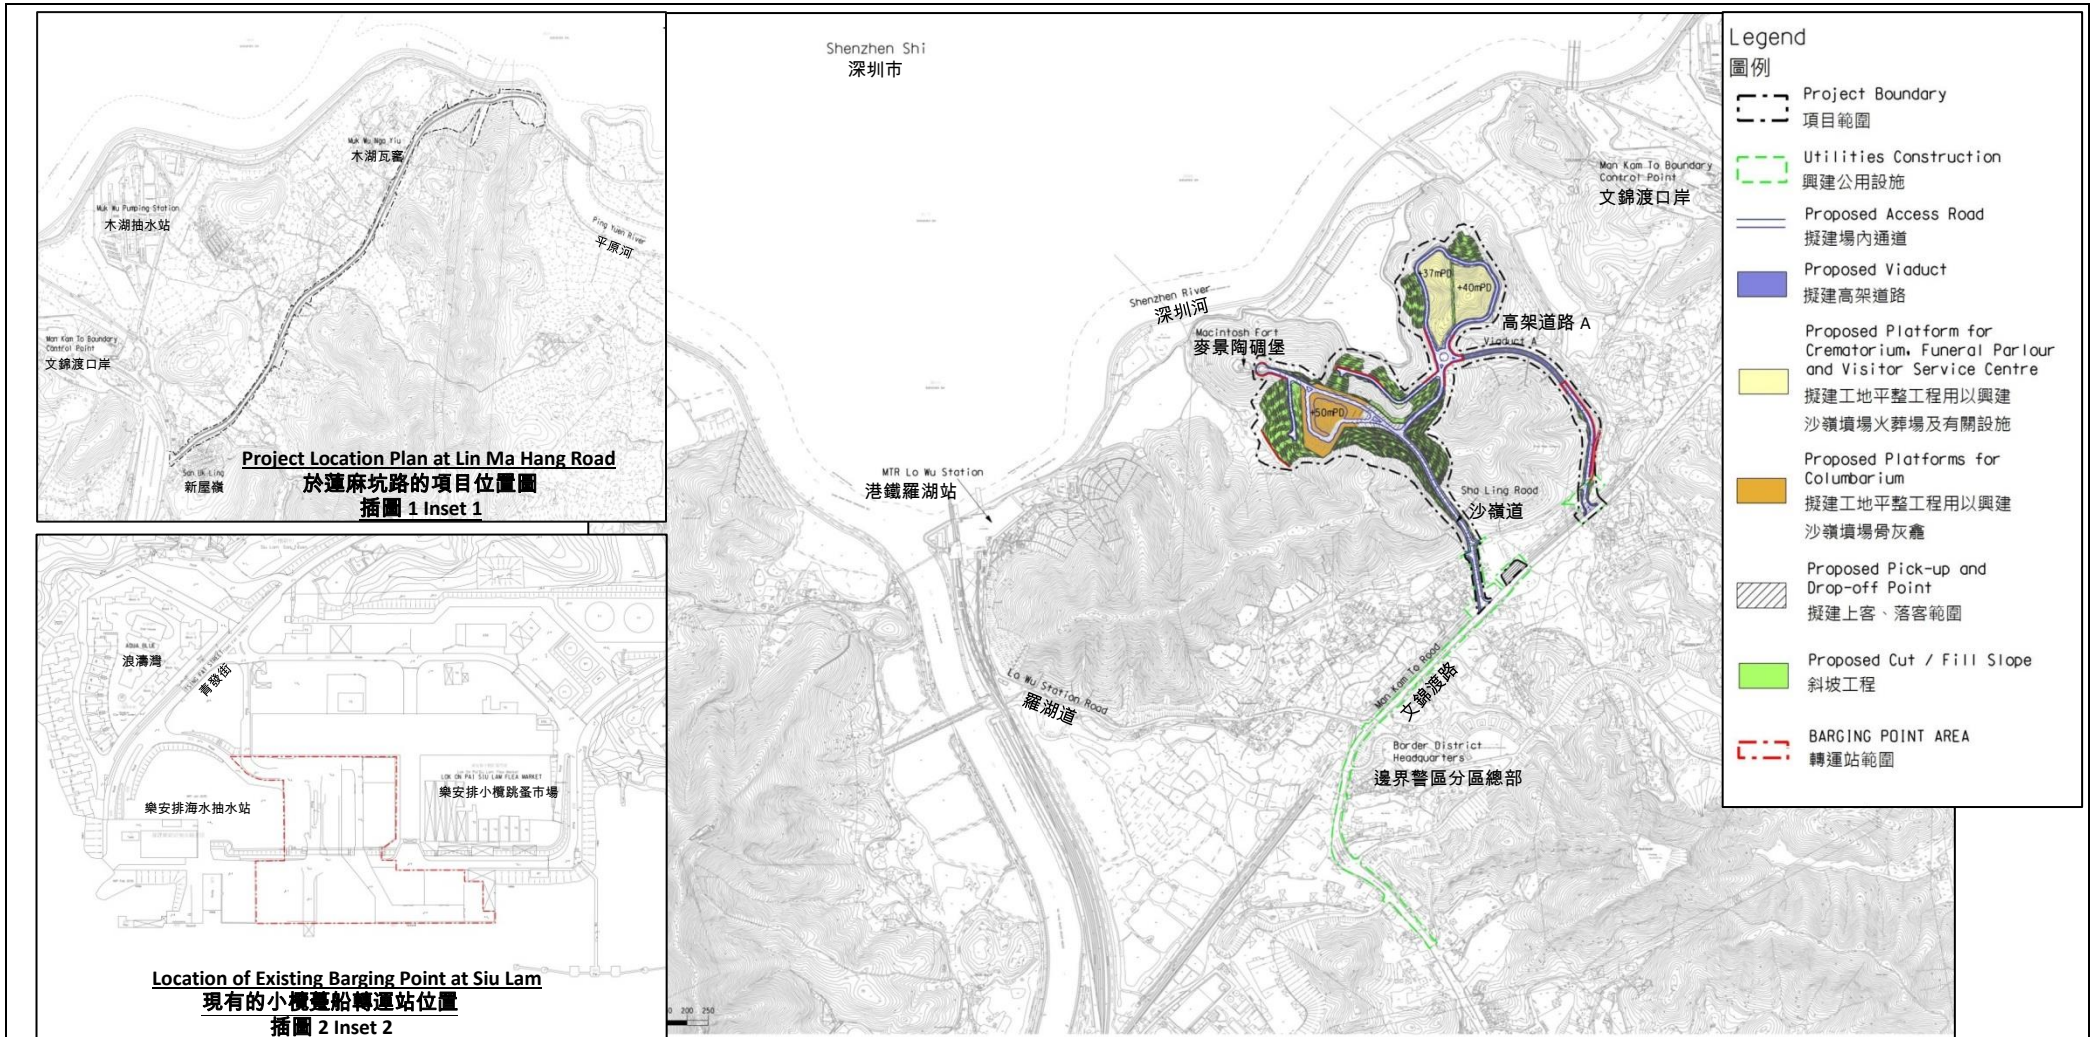 Muk Wu Nga Yiu
木湖瓦窰
Muk Wu Pumping Station
木湖抽水站
Ping Yuen River
平原河
Man Kam To Boundary
Control Point
文錦渡口岸
San Uk Ling
新屋嶺
Project Location Plan at Lin Ma Hang Road
於蓮麻坑路的項目位置圖
插圖 1 Inset 1
AQUA BLUE
浪濤灣
TSING FAT STREET
青發街
LOK ON PAI SIU LAM FLEA MARKET
樂安排小欖跳蚤市場
樂安排海水抽水站
Location of Existing Barging Point at Siu Lam
現有的小欖躉船轉運站位置
插圖 2 Inset 2
Shenzhen Shi
深圳市
Man Kam To Boundary
Control Point
文錦渡口岸
Shenzhen River
深圳河
Macintosh Fort
麥景陶碉堡
+37mPD
+40mPD
高架道路 A
Viaduct A
+50mPD
MTR Lo Wu Station
港鐵羅湖站
Sha Ling Road
沙嶺道
Lo Wu Station Road
羅湖道
Man Kam To Road
文錦渡路
Border District
Headquarters
邊界警區分區總部
0 200 250
Legend
圖例
Project Boundary
項目範圍
Utilities Construction
興建公用設施
Proposed Access Road
擬建場內通道
Proposed Viaduct
擬建高架道路
Proposed Platform for
Crematorium, Funeral Parlour
and Visitor Service Centre
擬建工地平整工程用以興建
沙嶺墳場火葬場及有關設施
Proposed Platforms for
Columbarium
擬建工地平整工程用以興建
沙嶺墳場骨灰龕
Proposed Pick-up and
Drop-off Point
擬建上客、落客範圍
Proposed Cut / Fill Slope
斜坡工程
BARGING POINT AREA
轉運站範圍